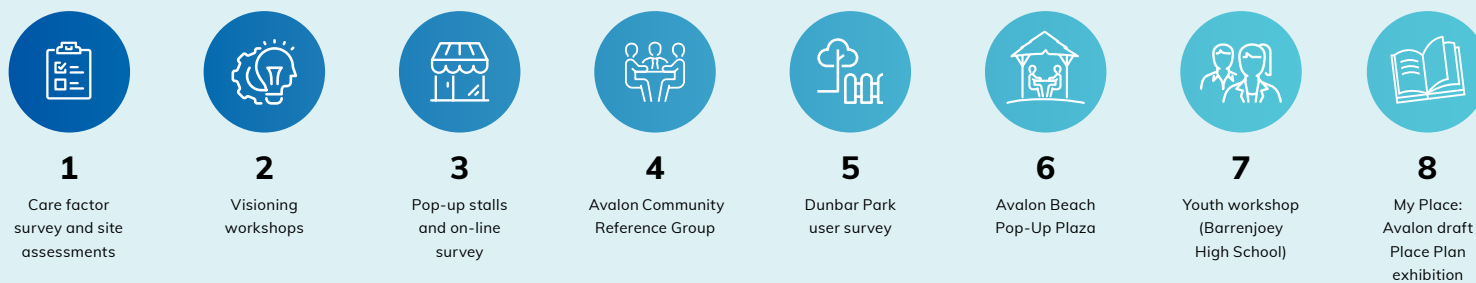 1
Care factor
survey and site
assessments
2
Visioning
workshops
3
Pop-up stalls
and on-line
survey
4
Avalon Community
Reference Group
5
Dunbar Park
user survey
6
Avalon Beach
Pop-Up Plaza
7
Youth workshop
(Barrenjoey
High School)
8
My Place:
Avalon draft
Place Plan
exhibition